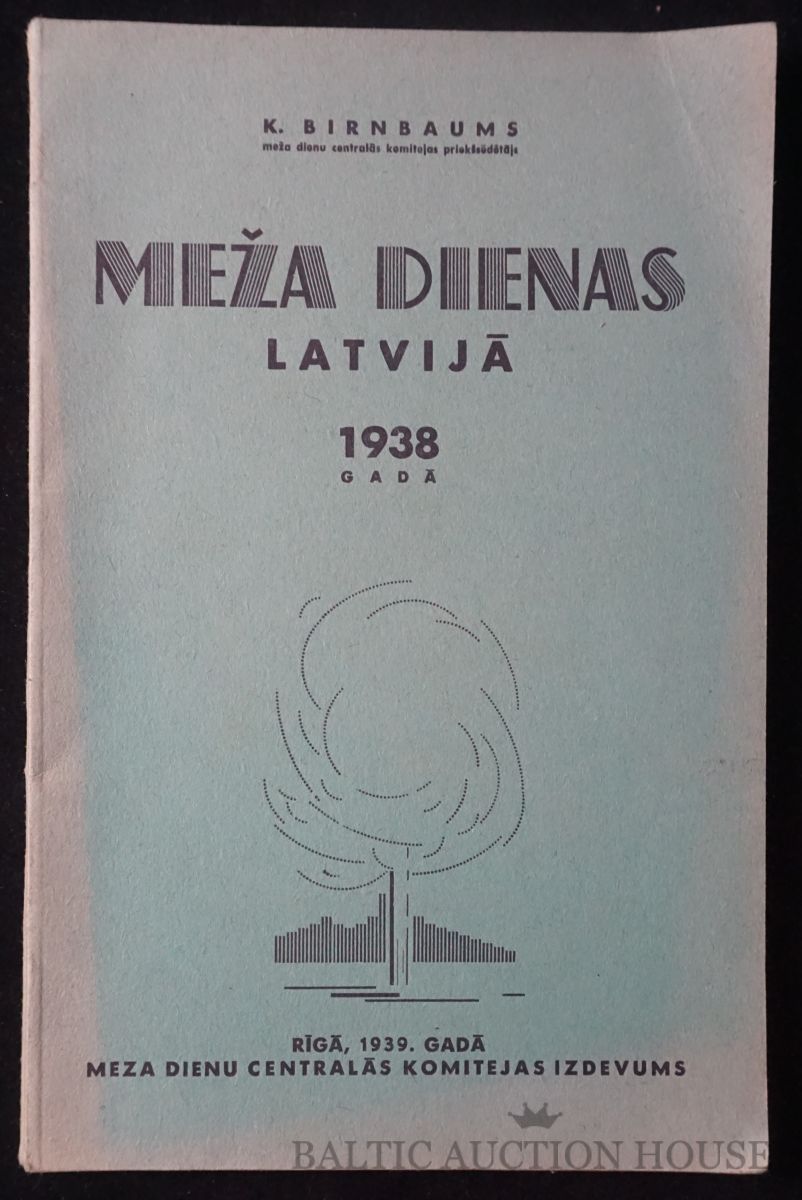 K. BIRNBAUMS
meža dienu centralās komitejas priekšsēdētājs
MEŽA DIENAS
LATVIJĀ
1938
GADĀ
RĪGĀ, 1939. GADĀ
MEZA DIENU CENTRALĀS KOMITEJAS IZDEVUMS
BALTIC AUCTION HOUSE